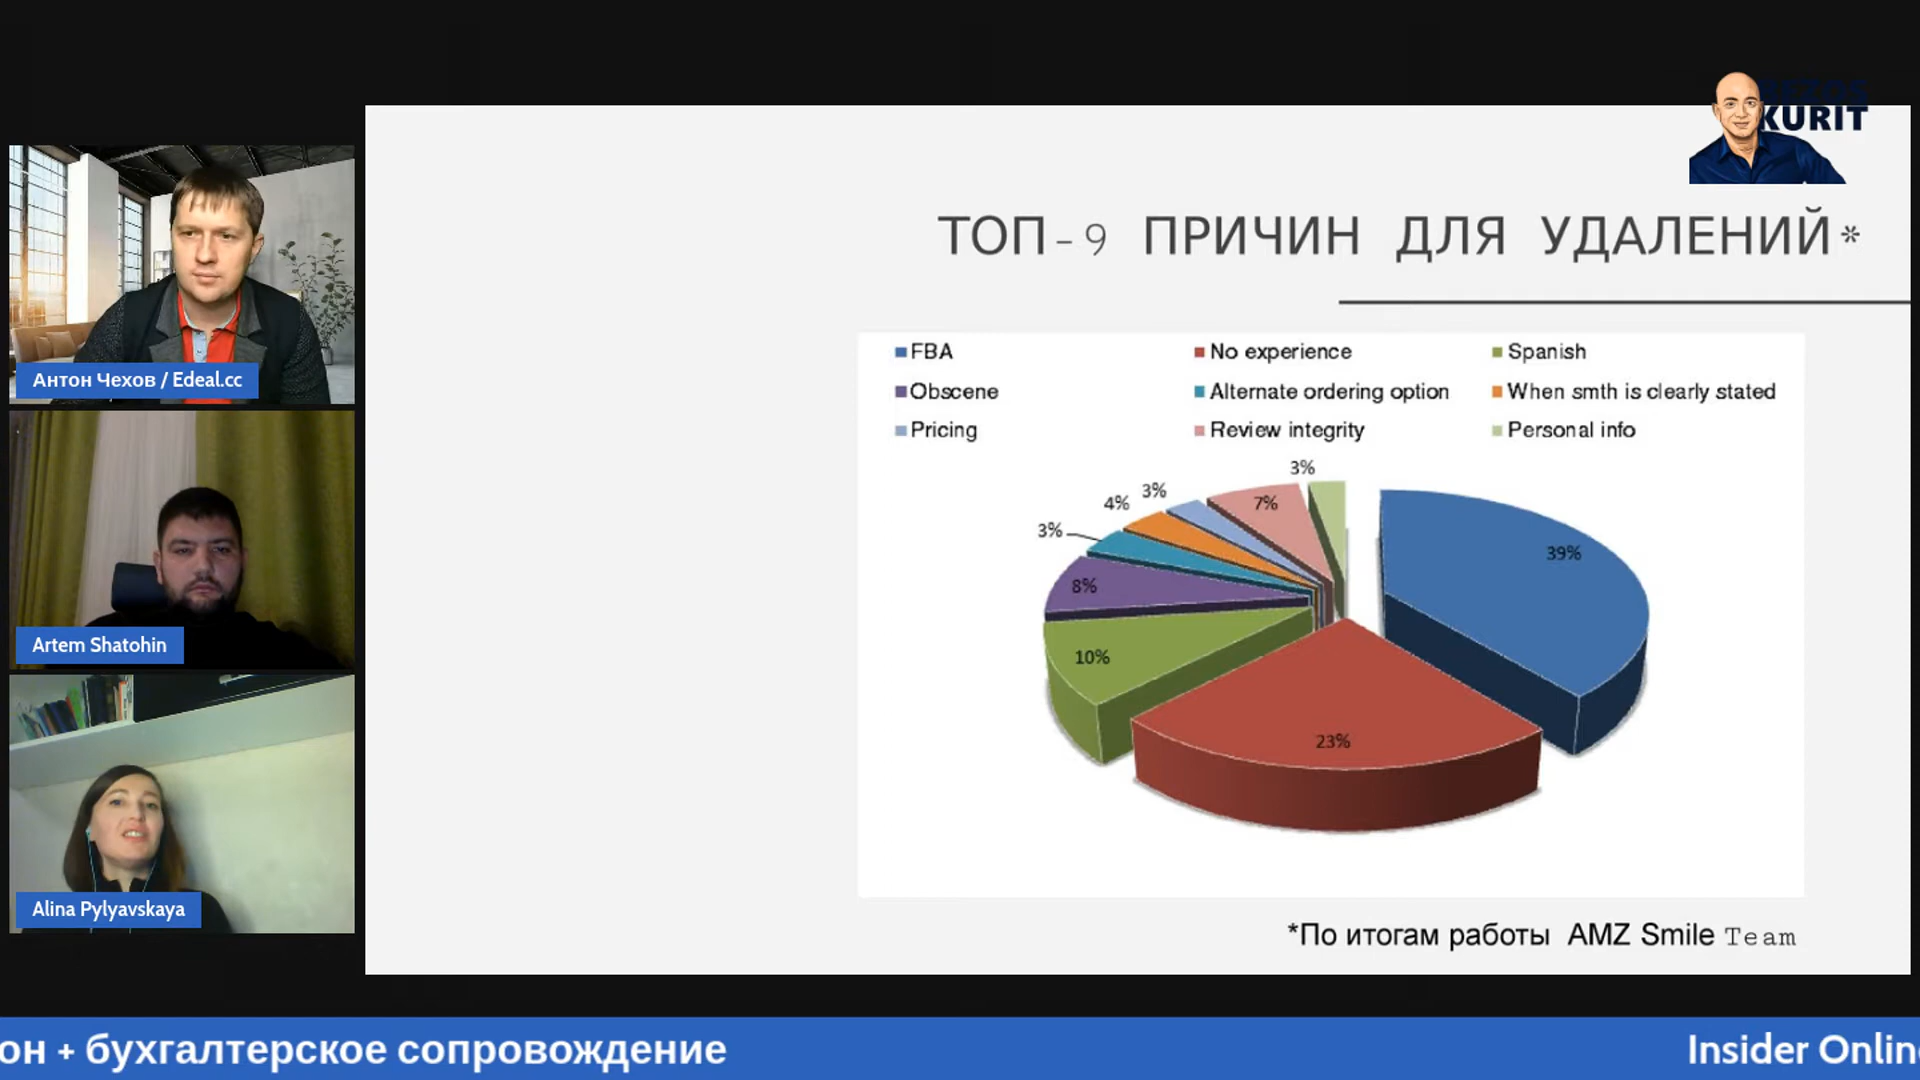 BIZOS
KURIT
ТОП-9 ПРИЧИН ДЛЯ УДАЛЕНИЙ*
FBA
No experience
Spanish
Obscene
Alternate ordering option
When smth is clearly stated
Pricing
Review integrity
Personal info
3%
3%
4%
7%
3%
39%
8%
10%
23%
*По итогам работы AMZ Smile Team
Антон Чехов / Edeal.cc
Artem Shatohin
Alina Pylyavskaya
он + бухгалтерское сопровождение
Insider Online